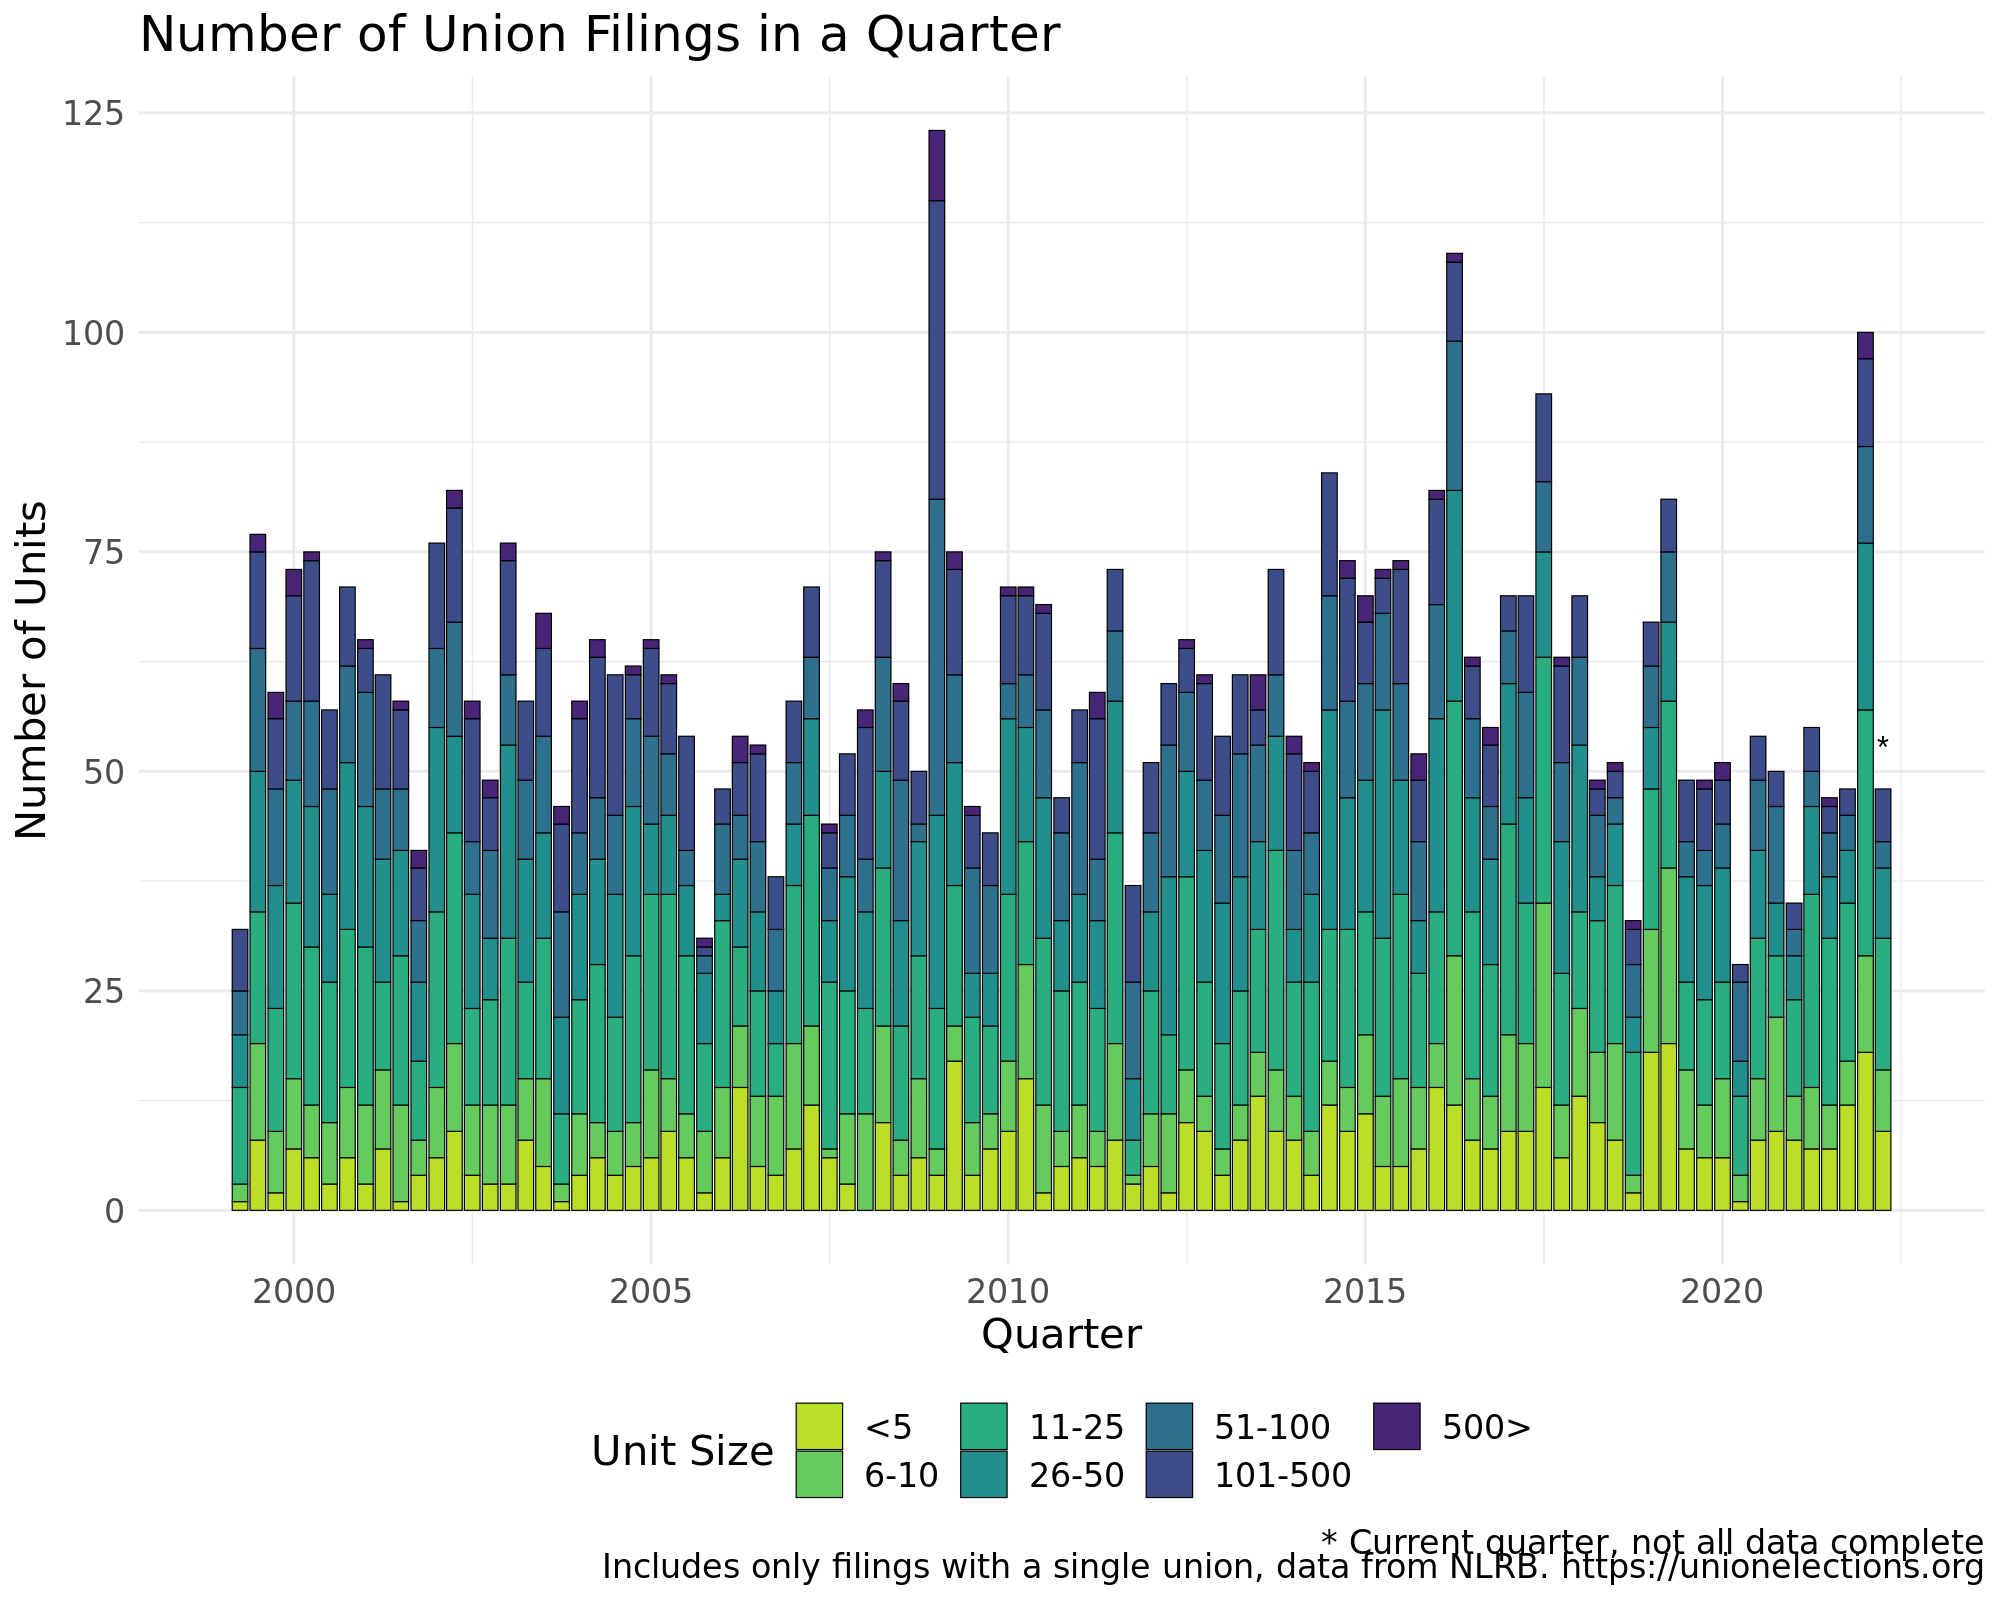 Number of Union Filings in a Quarter
125
100
75
50
25
0
Number of Units
*
2000 2005 2010 2015 2020
Quarter
Unit Size
<5 11-25 51-100 500>
6-10 26-50 101-500
* Current quarter, not all data complete
Includes only filings with a single union, data from NLRB. https://unionelections.org